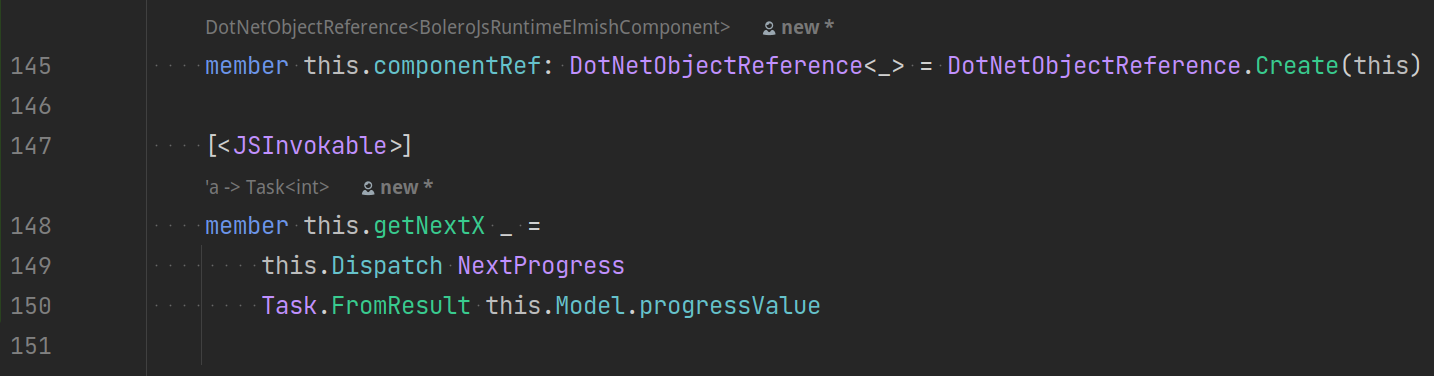 DotNetObjectReference<BoleroJsRuntimeElmishComponent> new *
145 member this.componentRef: DotNetObjectReference<_> = DotNetObjectReference.Create(this)
146
147 [<JSInvokable>]
'a -> Task<int> new *
148 member this.getNextX _ =
149 this.Dispatch NextProgress
150 Task.FromResult this.Model.progressValue
151